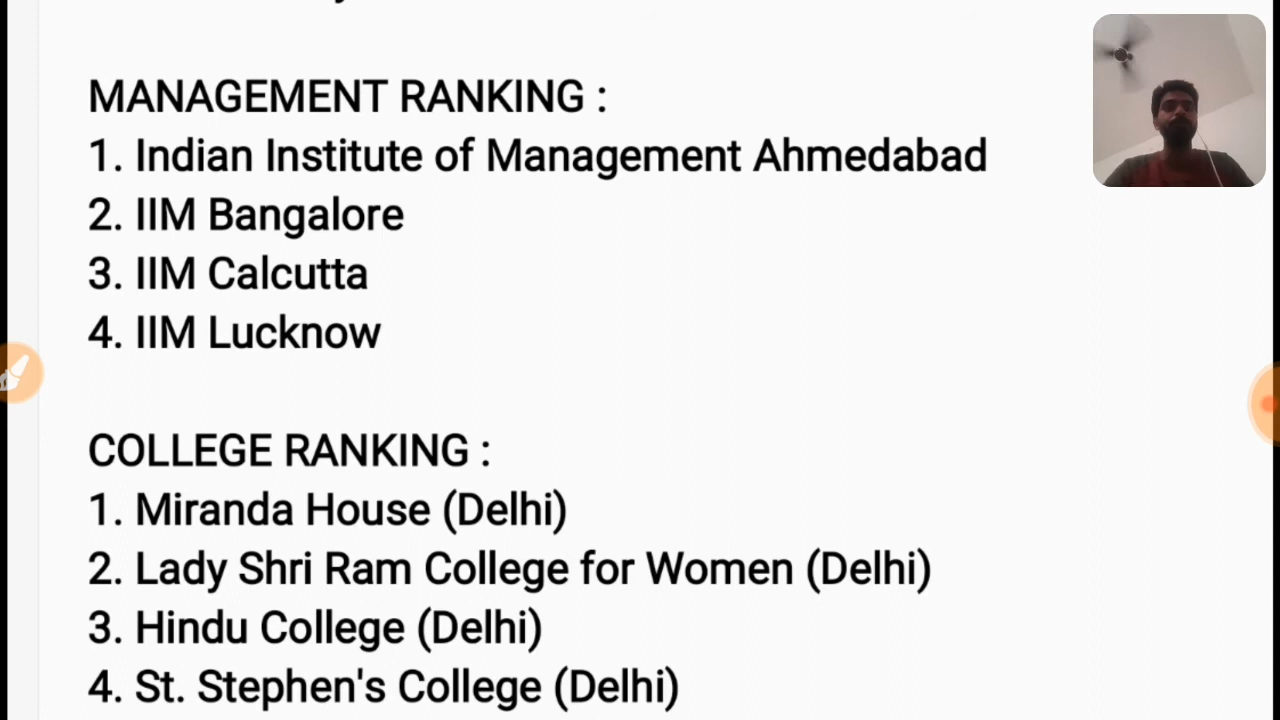 MANAGEMENT RANKING :
1. Indian Institute of Management Ahmedabad
2. IIM Bangalore
3. IIM Calcutta
4. IIM Lucknow
COLLEGE RANKING :
1. Miranda House (Delhi)
2. Lady Shri Ram College for Women (Delhi)
3. Hindu College (Delhi)
4. St. Stephen's College (Delhi)